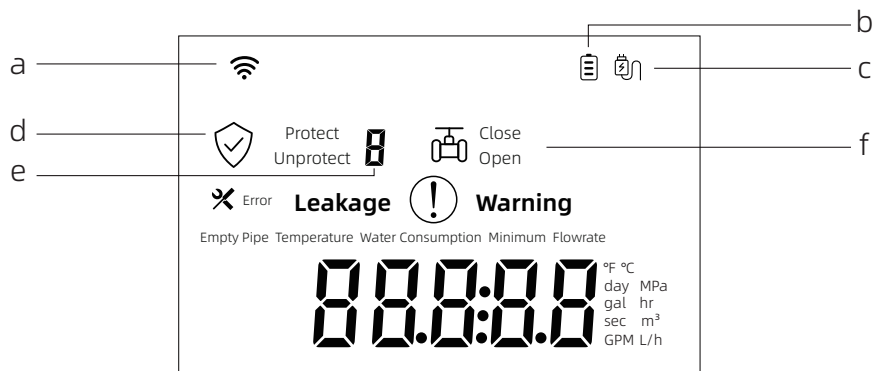 b
a
c
d
Protect
Close
Unprotect 8
Open
f
e
Error Leakage ! Warning
Empty Pipe Temperature Water Consumption Minimum Flowrate
88.8:8.8
°F °C
day MPa
gal hr
sec m³
GPM L/h